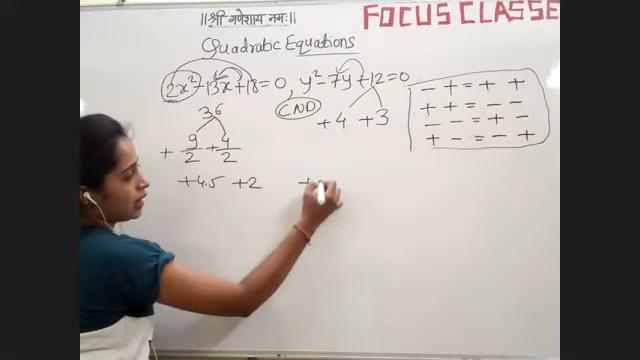 ||श्री गणेशाय नमः||
FOCUS CLASSE
Quadratic Equations
2x²-13x+18=0, y²-7y+12=0
36
CND
+4 +3
+ 9/2 + 4/2
+4.5 +2
+
- + = + +
+ + = - -
- - = + -
+ - = - +